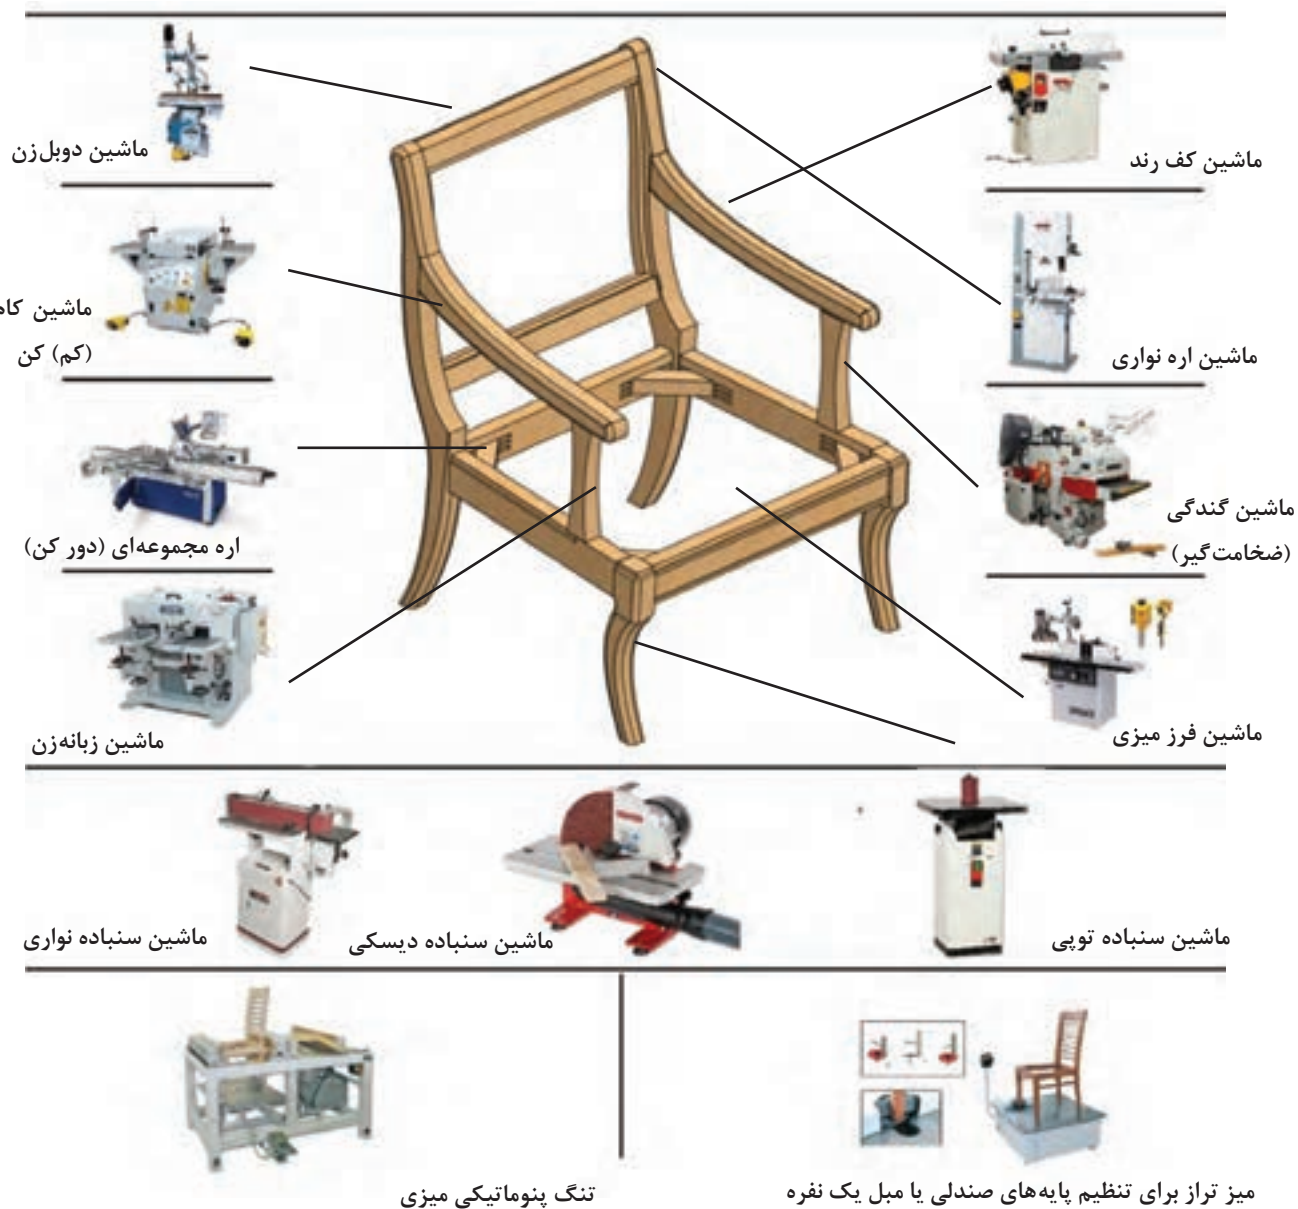 ماشین کف رند
ماشین دوبل‌زن
ماشین اره نواری
ماشین
(کم) کن
ماشین گندگی
(ضخامت‌گیر)
اره مجموعه‌ای (دور کن)
ماشین فرز میزی
ماشین زبانه‌زن
ماشین سنباده توپی
ماشین سنباده دیسکی
ماشین سنباده نواری
میز تراز برای تنظیم پایه‌های صندلی یا مبل یک نفره
تنگ پنوماتیکی میزی